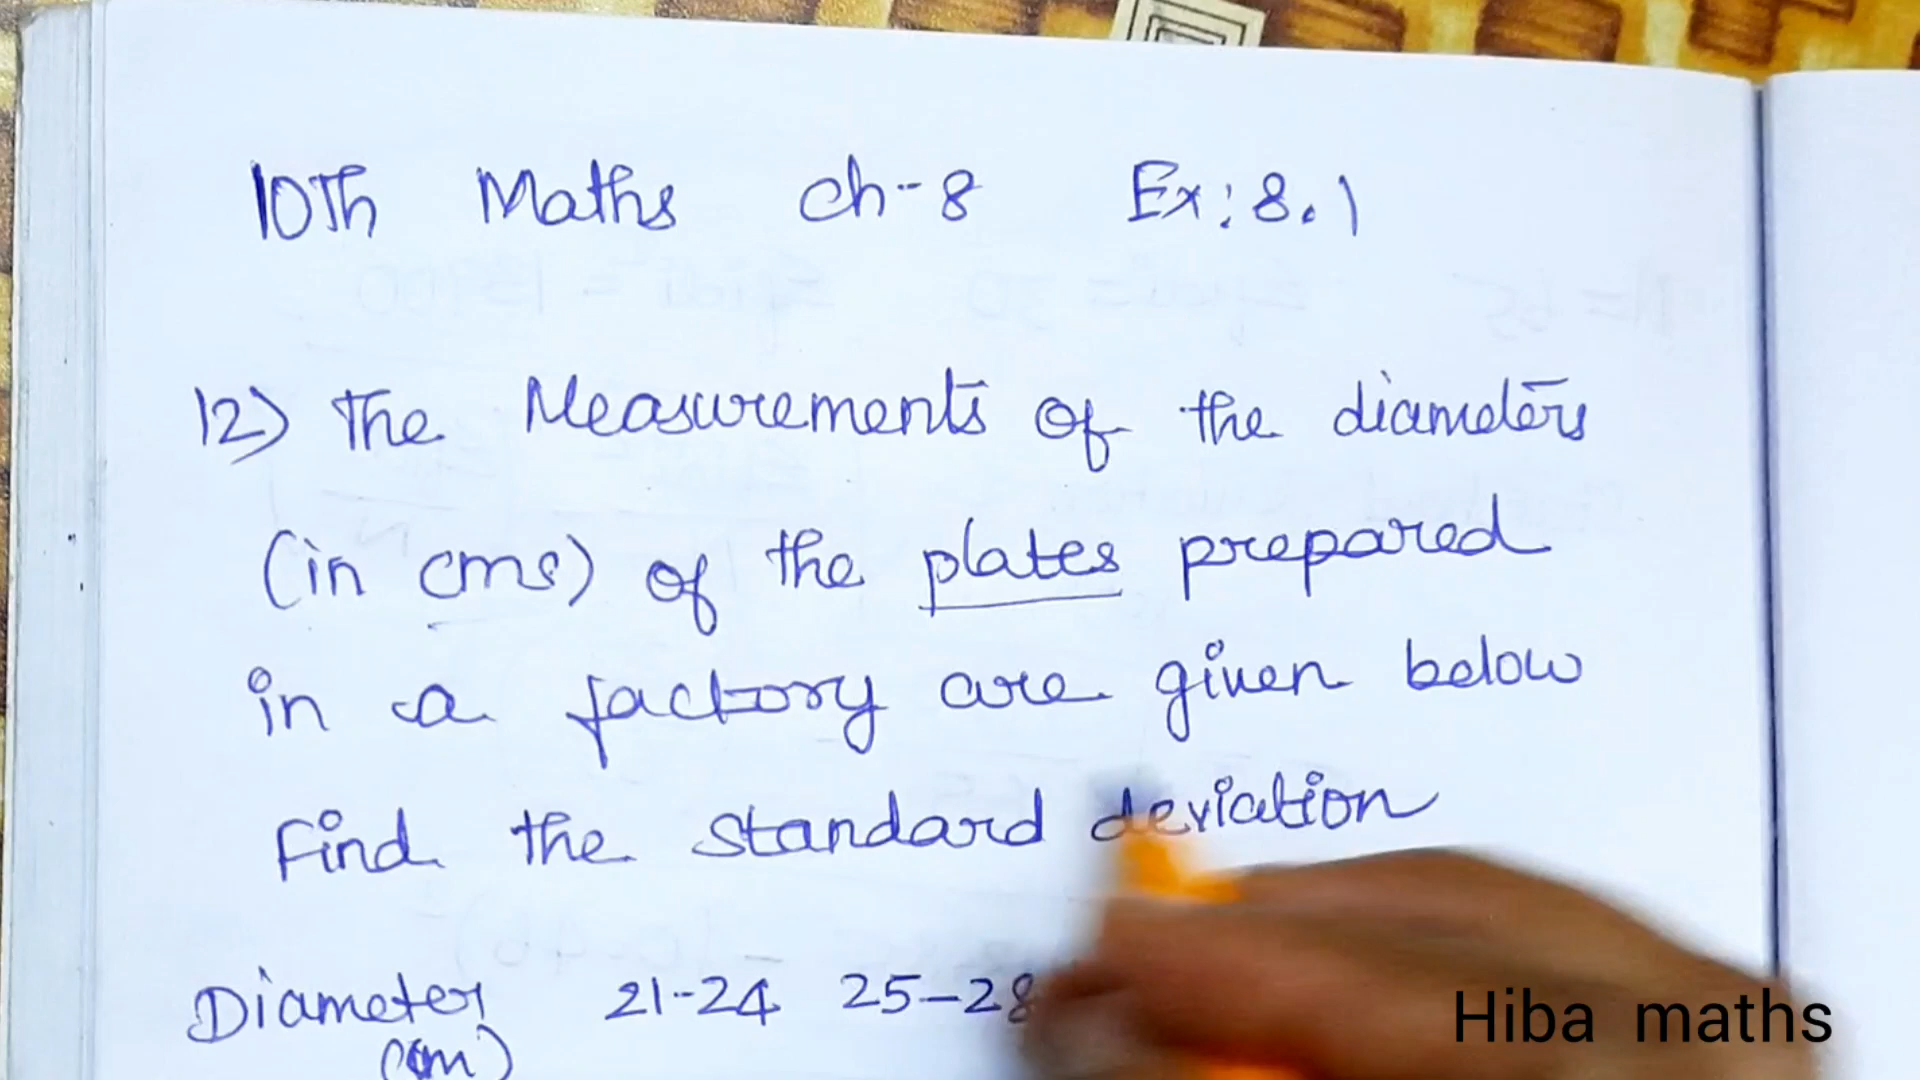 10Th Maths ch-8 Ex: 8.1
12) The Measurements of the diameters
(in cms) of the plates prepared
in a factory are given below
Find the standard deviation
Diameter 21-24 25-28
(cm)
Hiba maths